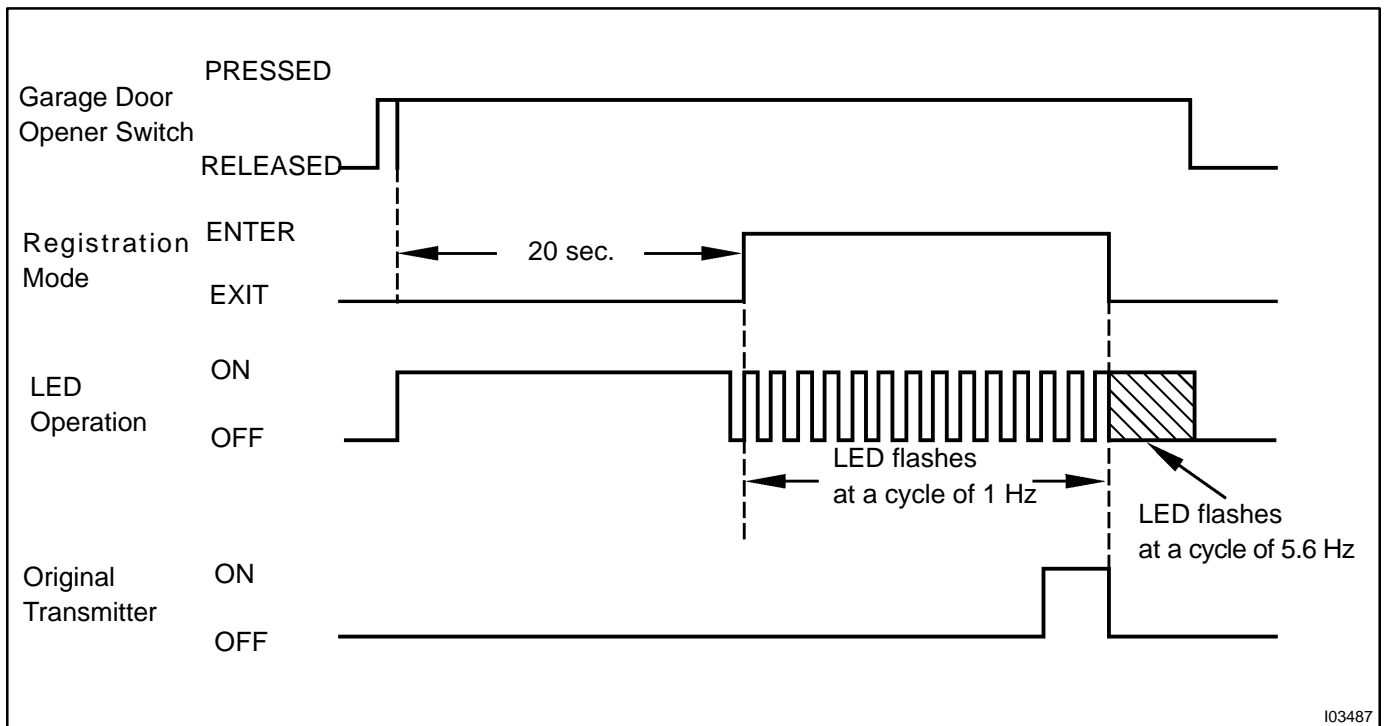 PRESSED
Garage Door
Opener Switch
RELEASED
Registration
Mode
ENTER
20 sec.
EXIT
LED
Operation
ON
OFF
LED flashes
at a cycle of 1 Hz
LED flashes
at a cycle of 5.6 Hz
Original
Transmitter
ON
OFF
I03487